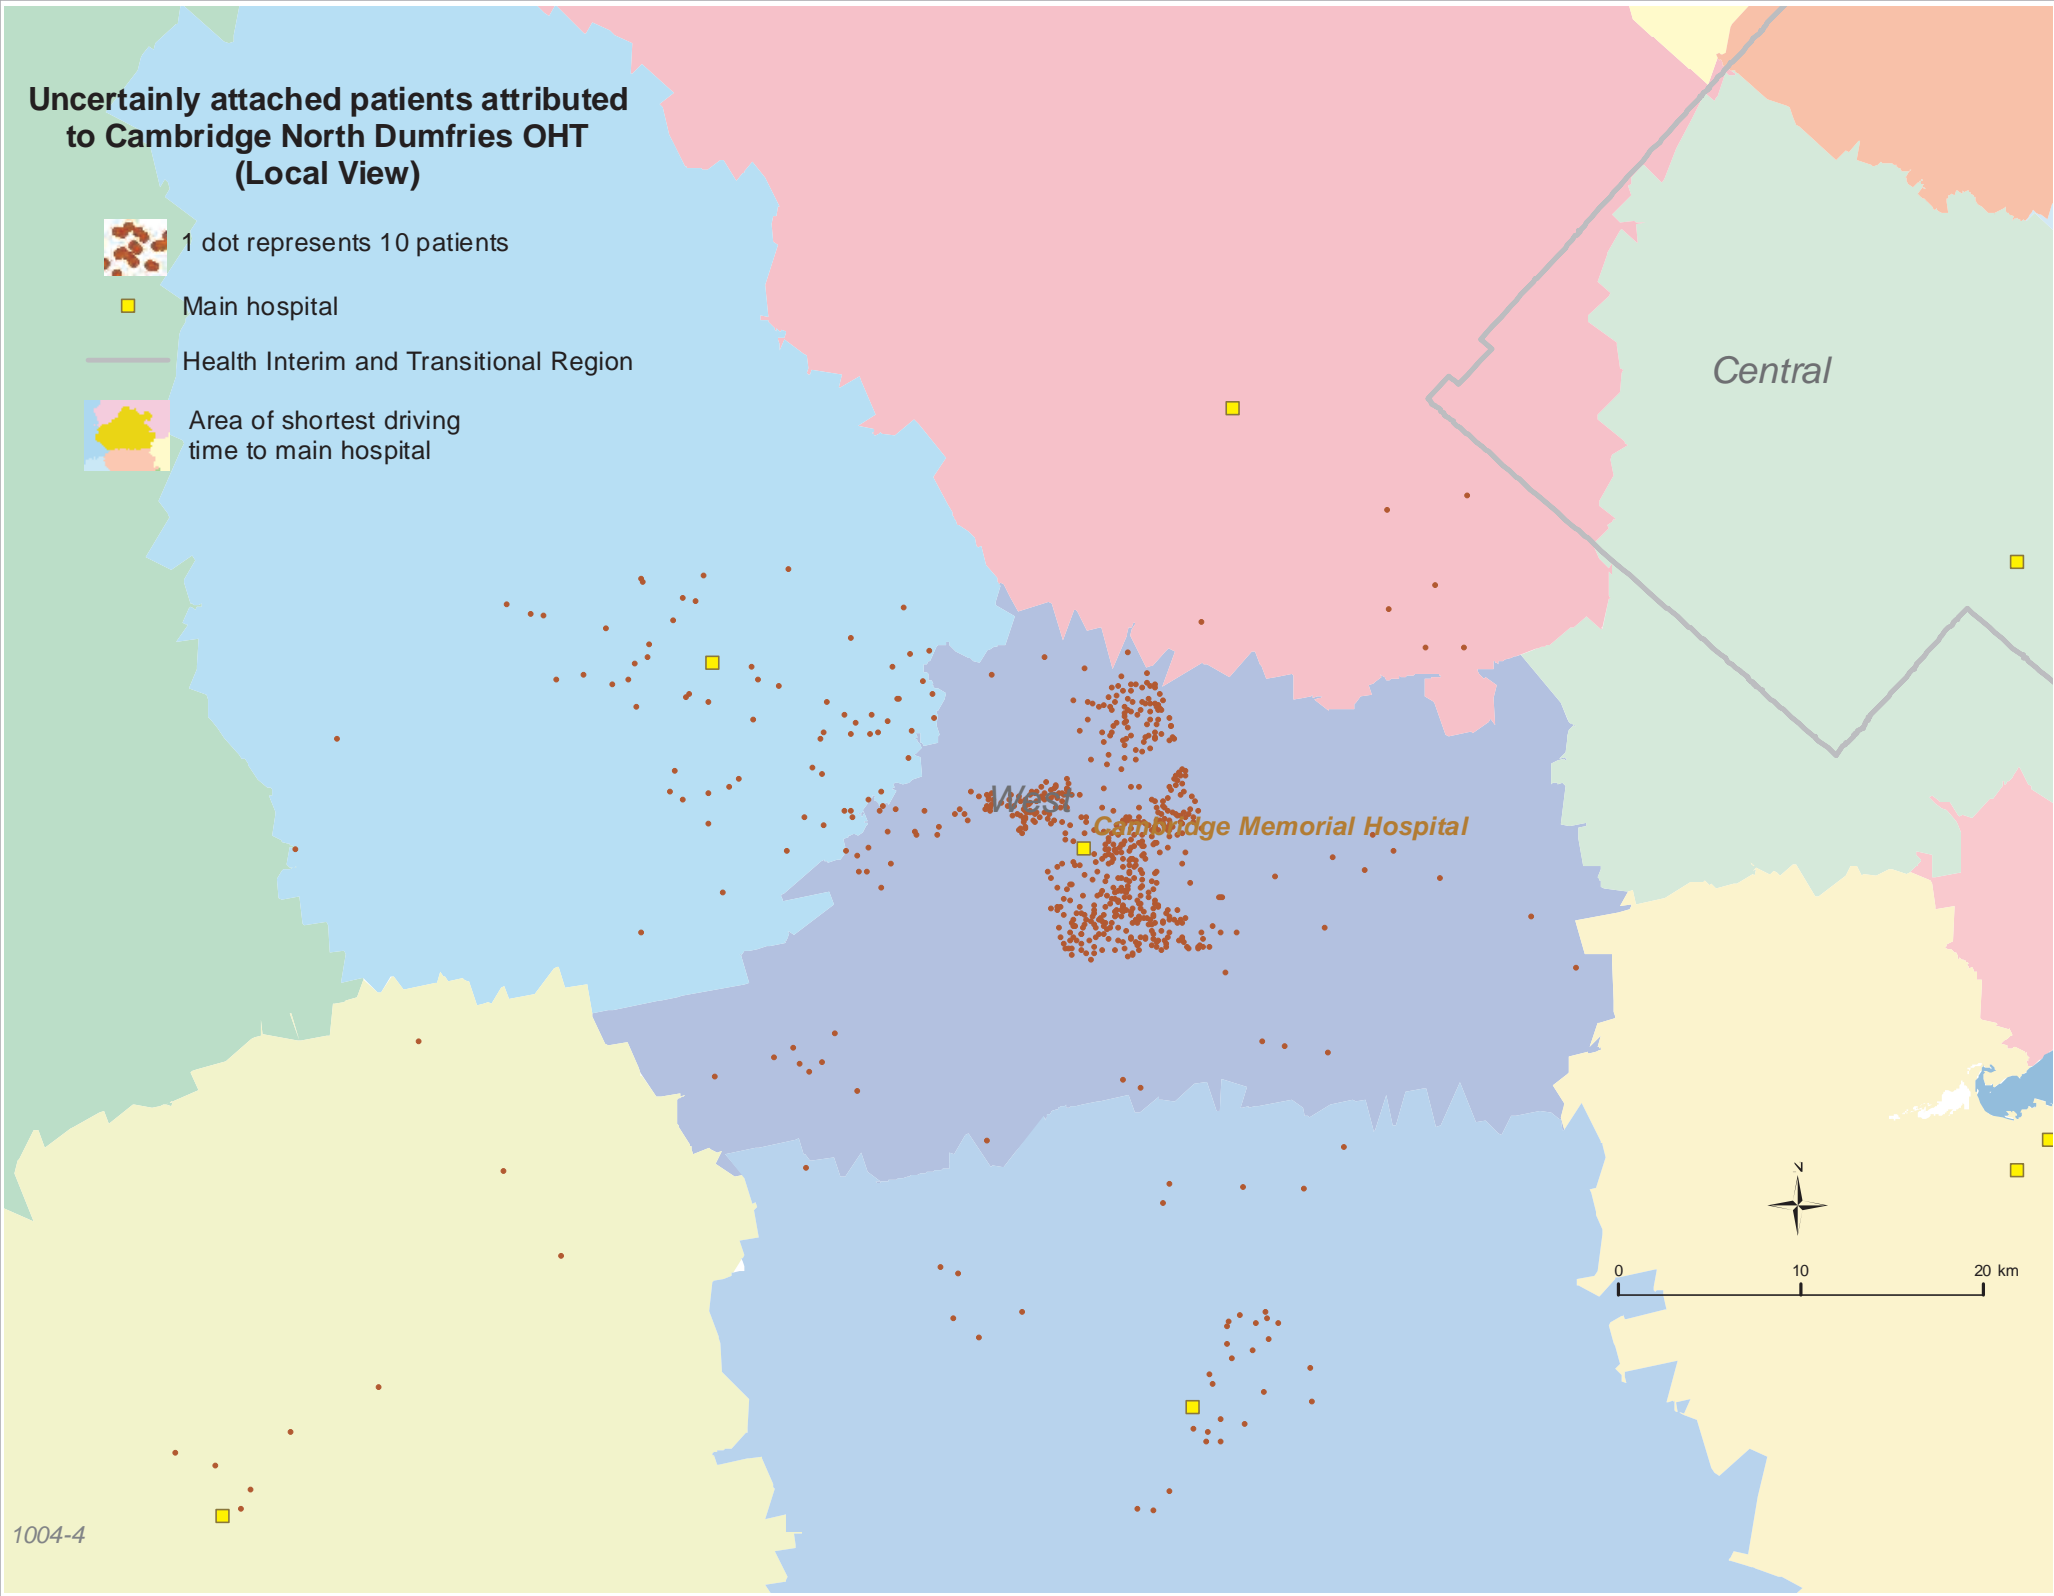 Uncertainly attached patients attributed
to Cambridge North Dumfries OHT
(Local View)
1 dot represents 10 patients
Main hospital
Health Interim and Transitional Region
Area of shortest driving
time to main hospital
Central
West
Cambridge Memorial Hospital
N
0 10 20 km
1004-4